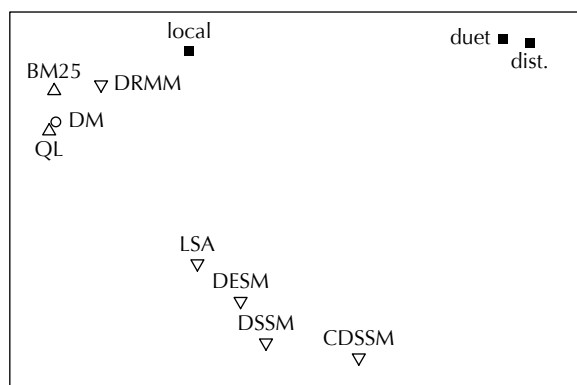 local
duet
dist.
BM25
DRMM
DM
QL
LSA
DESM
DSSM
CDSSM